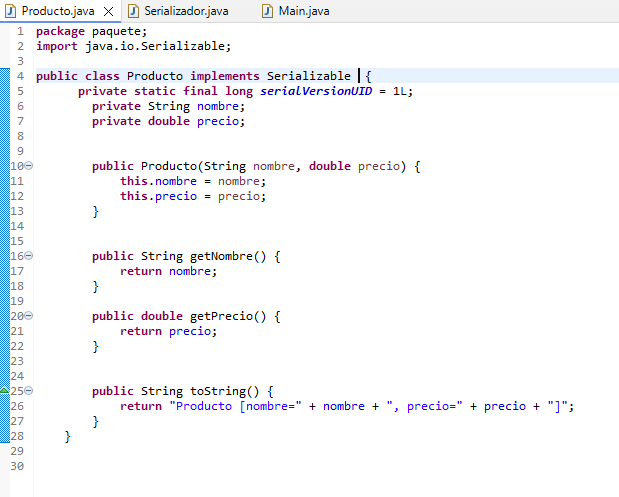 Producto.java Serializador.java Main.java
1 package paquete;
2 import java.io.Serializable;
3
4 public class Producto implements Serializable {
5 private static final long serialVersionUID = 1L;
6 private String nombre;
7 private double precio;
8
9
10 public Producto(String nombre, double precio) {
11 this.nombre = nombre;
12 this.precio = precio;
13 }
14
15
16 public String getNombre() {
17 return nombre;
18 }
19
20 public double getPrecio() {
21 return precio;
22 }
23
24
25 public String toString() {
26 return "Producto [nombre=" + nombre + ", precio=" + precio + "]";
27 }
28 }
29
30